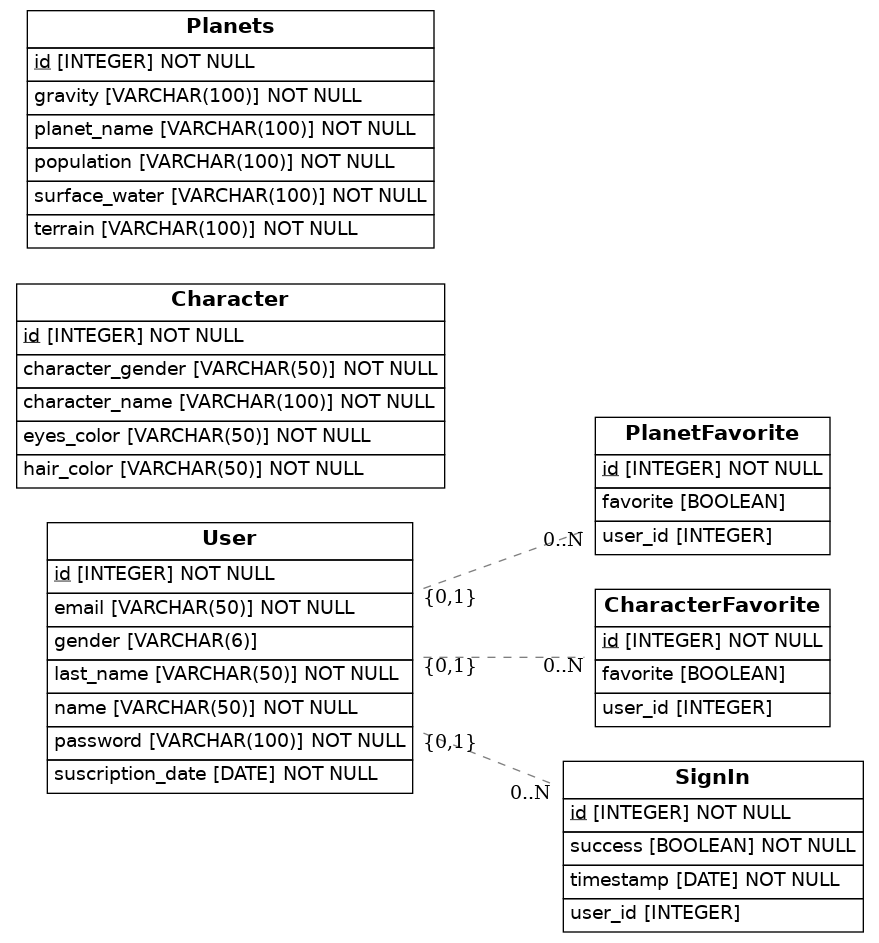 Planets
id [INTEGER] NOT NULL
gravity [VARCHAR(100)] NOT NULL
planet_name [VARCHAR(100)] NOT NULL
population [VARCHAR(100)] NOT NULL
surface_water [VARCHAR(100)] NOT NULL
terrain [VARCHAR(100)] NOT NULL
Character
id [INTEGER] NOT NULL
character_gender [VARCHAR(50)] NOT NULL
character_name [VARCHAR(100)] NOT NULL
eyes_color [VARCHAR(50)] NOT NULL
hair_color [VARCHAR(50)] NOT NULL
User
id [INTEGER] NOT NULL
email [VARCHAR(50)] NOT NULL
gender [VARCHAR(6)]
last_name [VARCHAR(50)] NOT NULL
name [VARCHAR(50)] NOT NULL
password [VARCHAR(100)] NOT NULL
suscription_date [DATE] NOT NULL
{0,1}
0..N
{0,1}
0..N
{0,1}
0..N
PlanetFavorite
id [INTEGER] NOT NULL
favorite [BOOLEAN]
user_id [INTEGER]
CharacterFavorite
id [INTEGER] NOT NULL
favorite [BOOLEAN]
user_id [INTEGER]
SignIn
id [INTEGER] NOT NULL
success [BOOLEAN] NOT NULL
timestamp [DATE] NOT NULL
user_id [INTEGER]